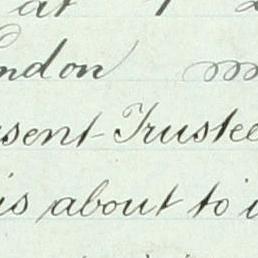 at
ndon
sent Trustee
is about to i